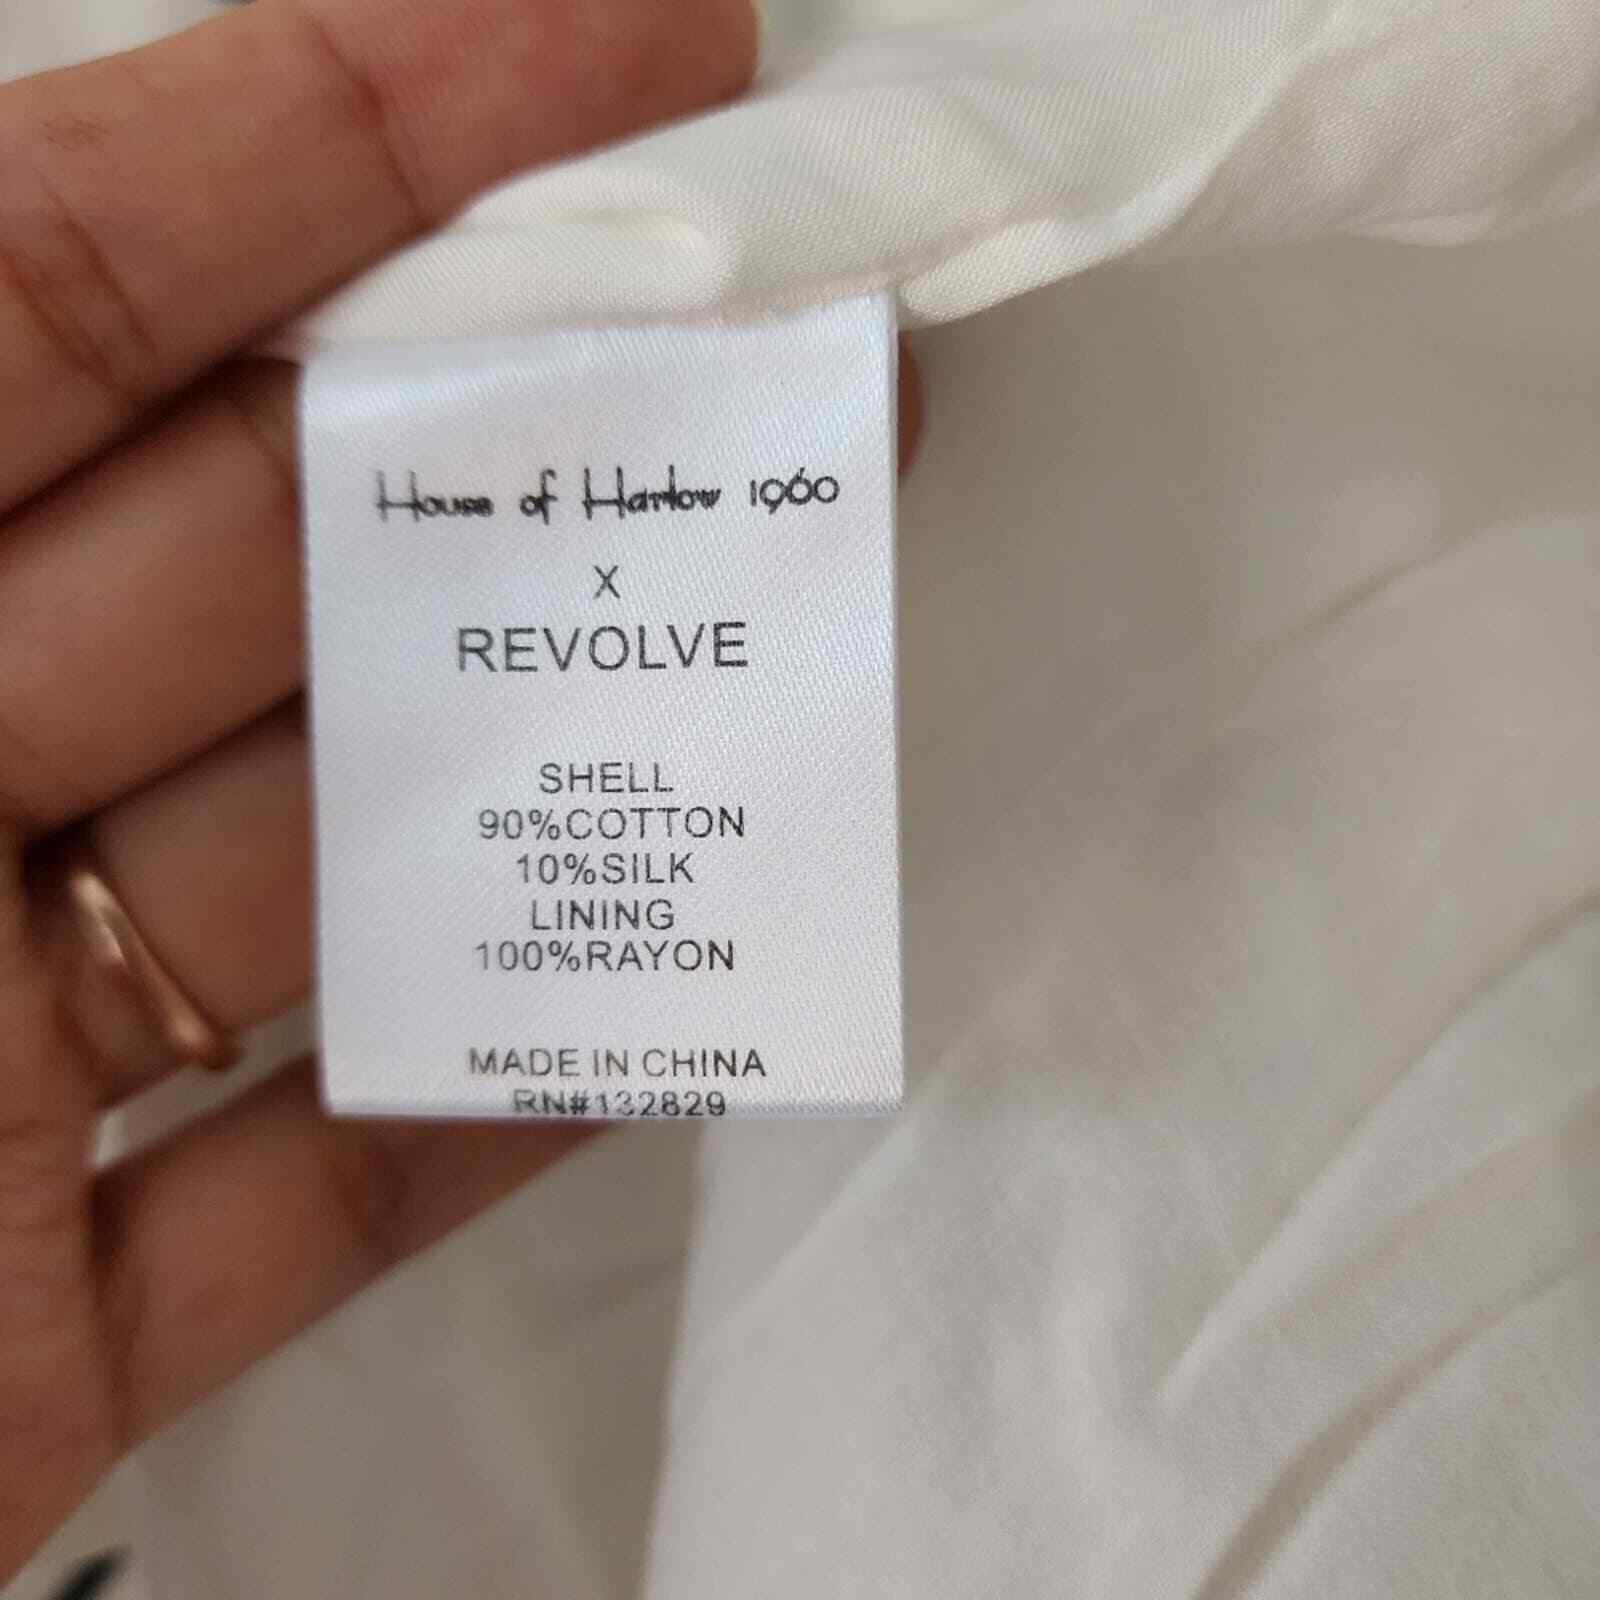 House of Harlow 1960
X
REVOLVE
SHELL
90%COTTON
10%SILK
LINING
100%RAYON
MADE IN CHINA
RN#132829